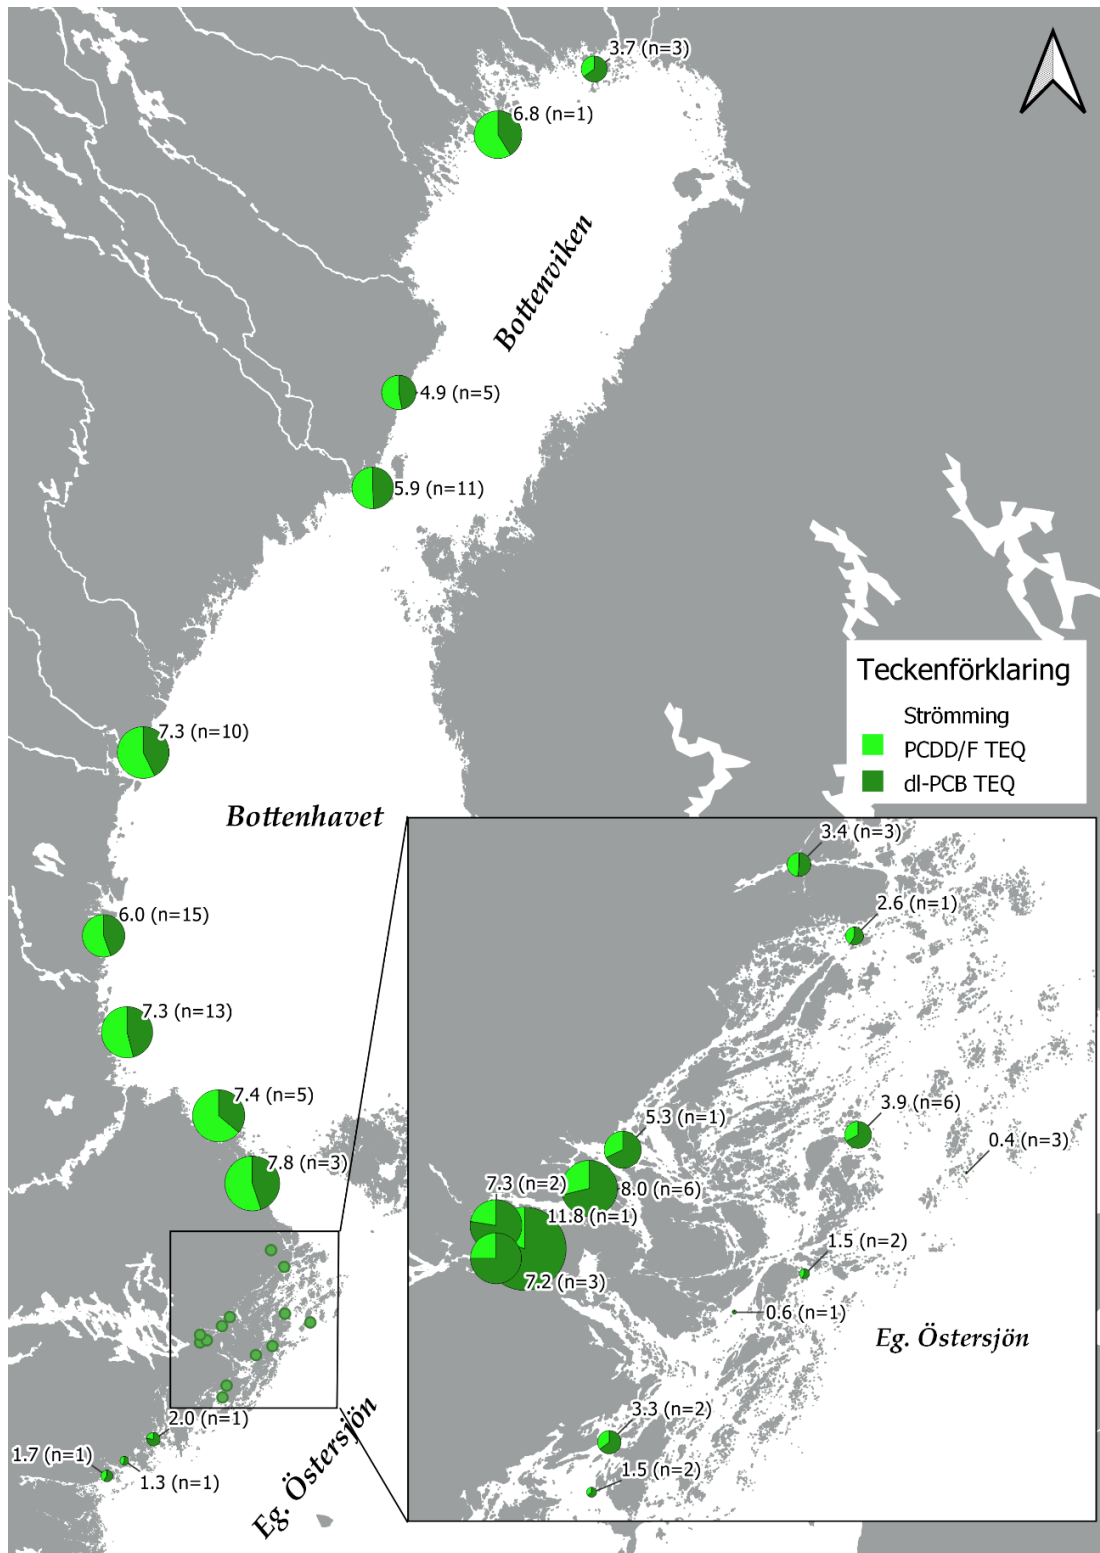 3.7 (n=3)
6.8 (n=1)
Bottenviken
4.9 (n=5)
5.9 (n=11)
Teckenförklaring
Strömming
PCDD/F TEQ
dl-PCB TEQ
7.3 (n=10)
Bottenhavet
6.0 (n=15)
7.3 (n=13)
7.4 (n=5)
7.8 (n=3)
3.4 (n=3)
2.6 (n=1)
3.9 (n=6)
0.4 (n=3)
5.3 (n=1)
8.0 (n=6)
7.3 (n=2)
11.8 (n=1)
7.2 (n=3)
1.5 (n=2)
0.6 (n=1)
Eg. Östersjön
3.3 (n=2)
1.5 (n=2)
2.0 (n=1)
1.7 (n=1)
1.3 (n=1)
Eg. Östersjön